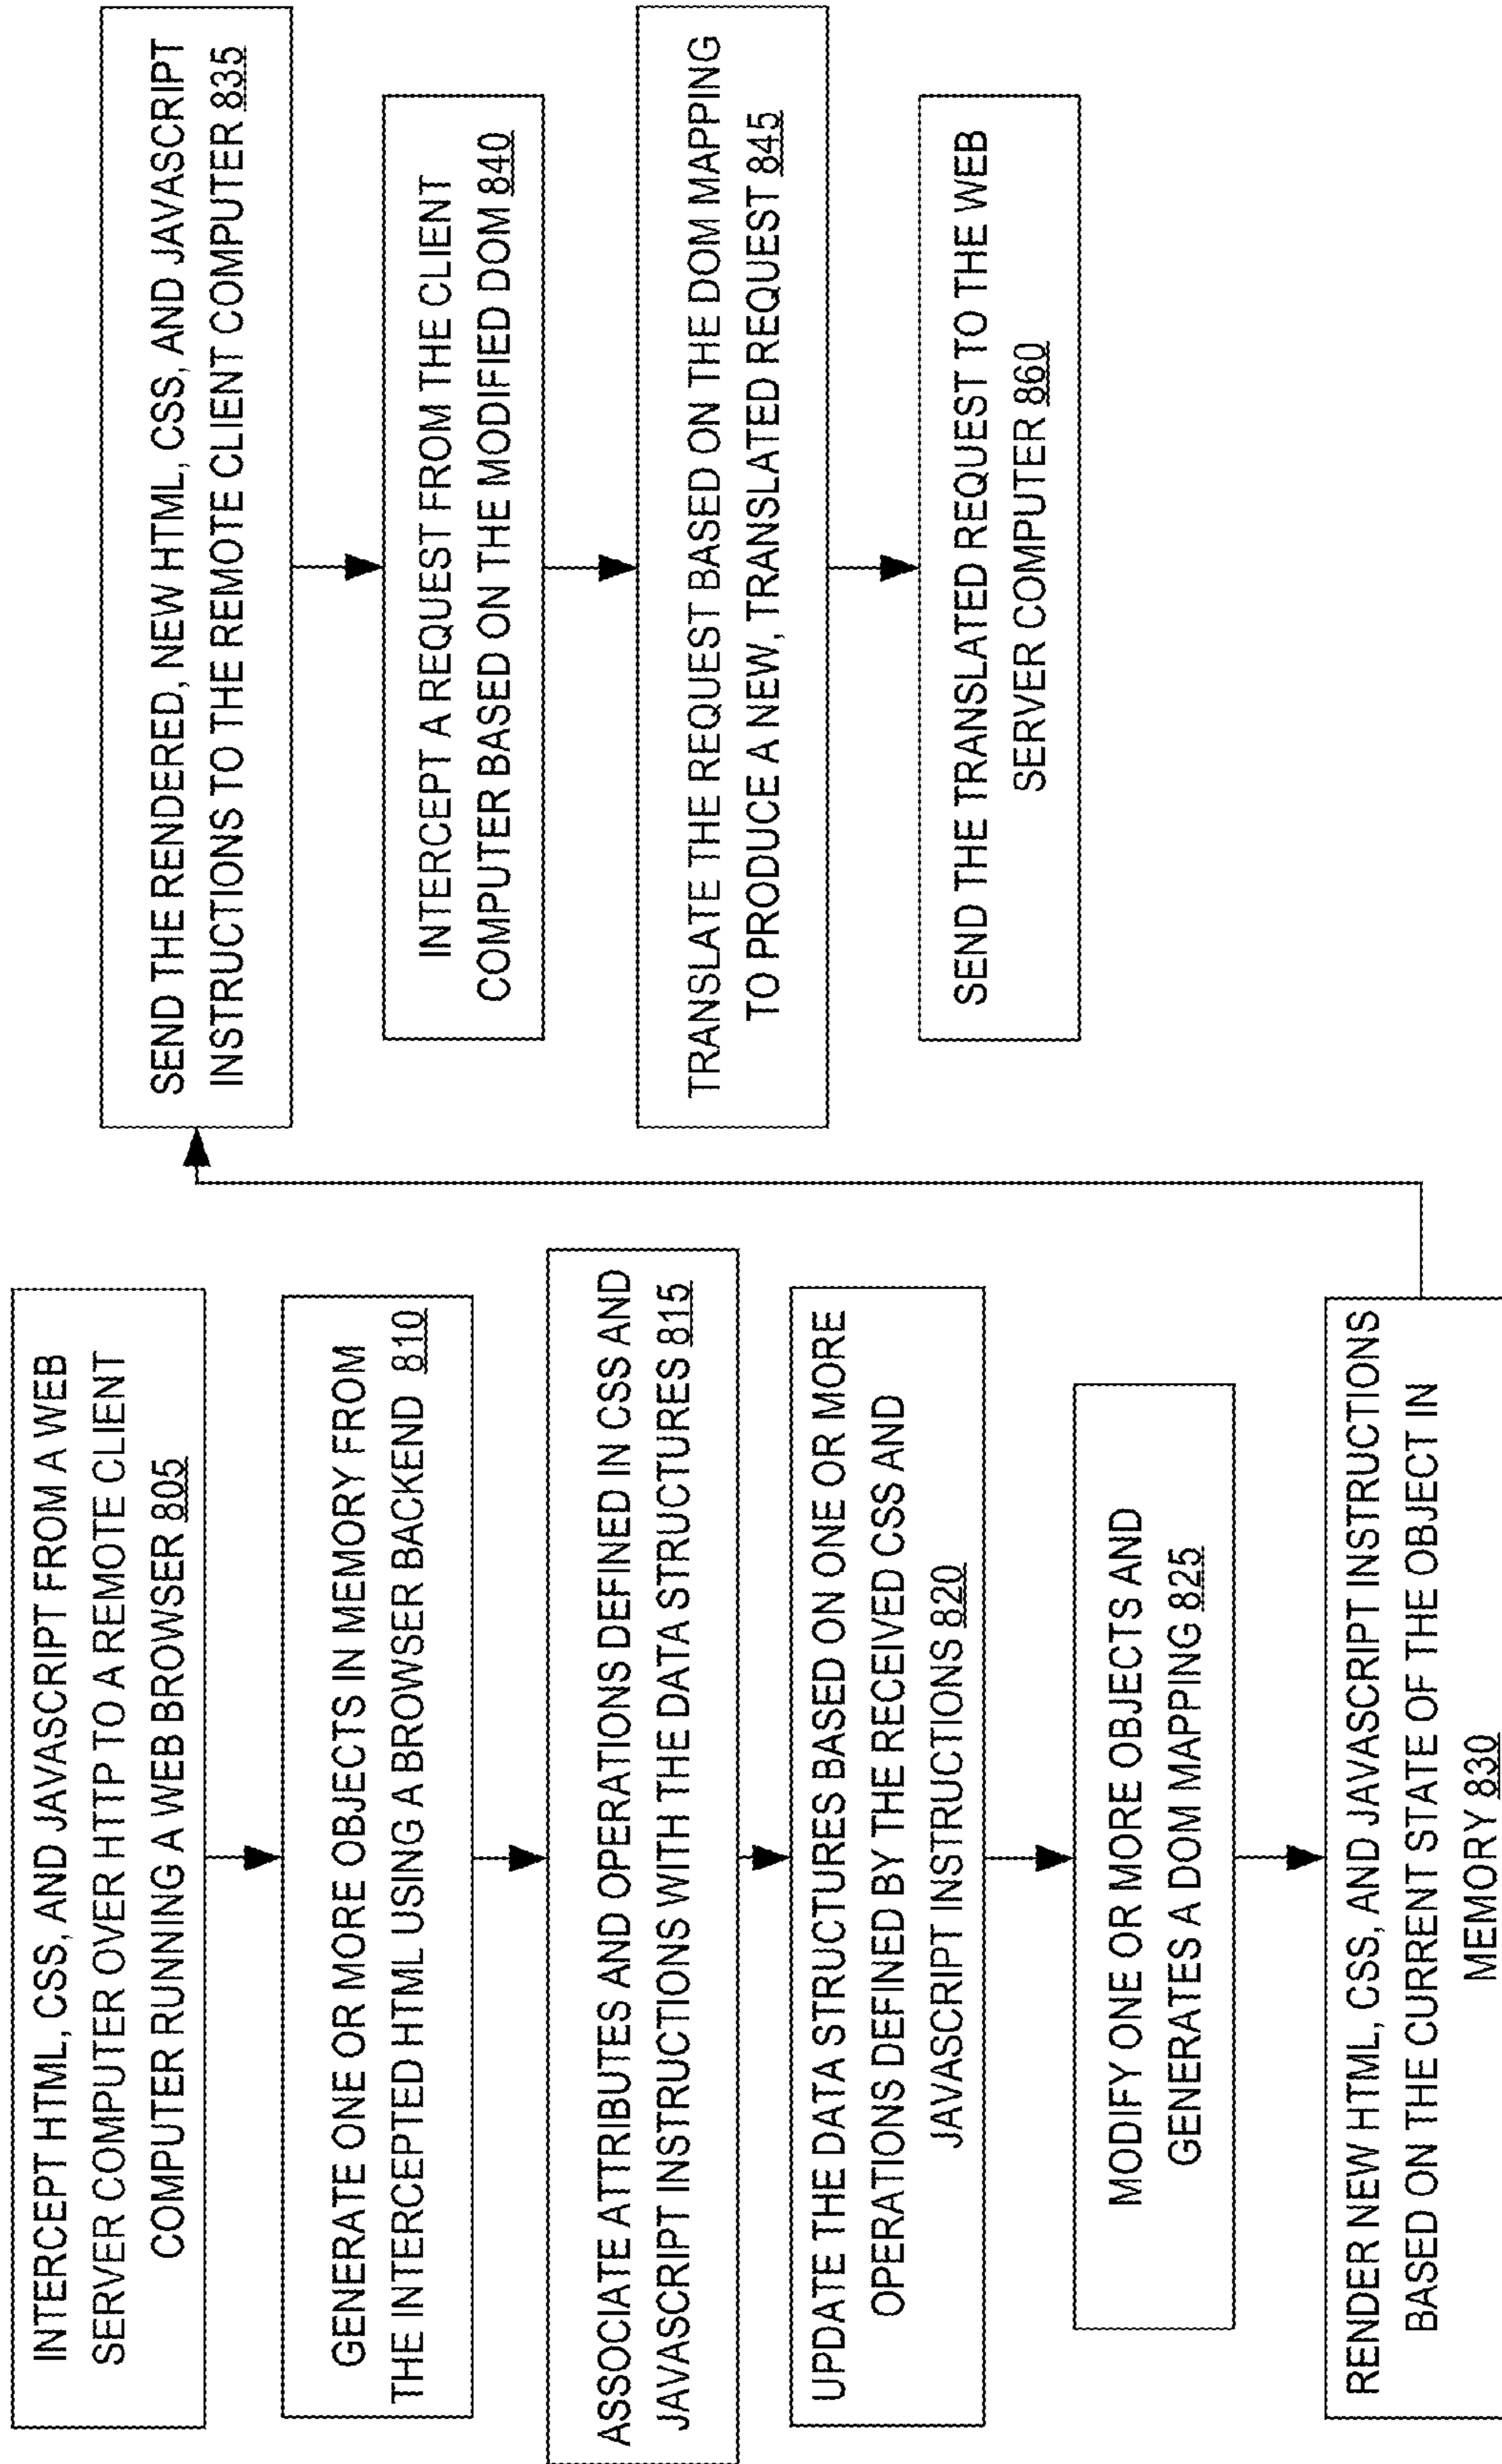 INTERCEPT HTML, CSS, AND JAVASCRIPT FROM A WEB
SERVER COMPUTER OVER HTTP TO A REMOTE CLIENT
COMPUTER RUNNING A WEB BROWSER 805
GENERATE ONE OR MORE OBJECTS IN MEMORY FROM
THE INTERCEPTED HTML USING A BROWSER BACKEND 810
ASSOCIATE ATTRIBUTES AND OPERATIONS DEFINED IN CSS AND
JAVASCRIPT INSTRUCTIONS WITH THE DATA STRUCTURES 815
UPDATE THE DATA STRUCTURES BASED ON ONE OR MORE
OPERATIONS DEFINED BY THE RECEIVED CSS AND
JAVASCRIPT INSTRUCTIONS 820
MODIFY ONE OR MORE OBJECTS AND
GENERATES A DOM MAPPING 825
RENDER NEW HTML, CSS, AND JAVASCRIPT INSTRUCTIONS
BASED ON THE CURRENT STATE OF THE OBJECT IN
MEMORY 830
SEND THE RENDERED, NEW HTML, CSS, AND JAVASCRIPT
INSTRUCTIONS TO THE REMOTE CLIENT COMPUTER 835
INTERCEPT A REQUEST FROM THE CLIENT
COMPUTER BASED ON THE MODIFIED DOM 840
TRANSLATE THE REQUEST BASED ON THE DOM MAPPING
TO PRODUCE A NEW, TRANSLATED REQUEST 845
SEND THE TRANSLATED REQUEST TO THE WEB
SERVER COMPUTER 860